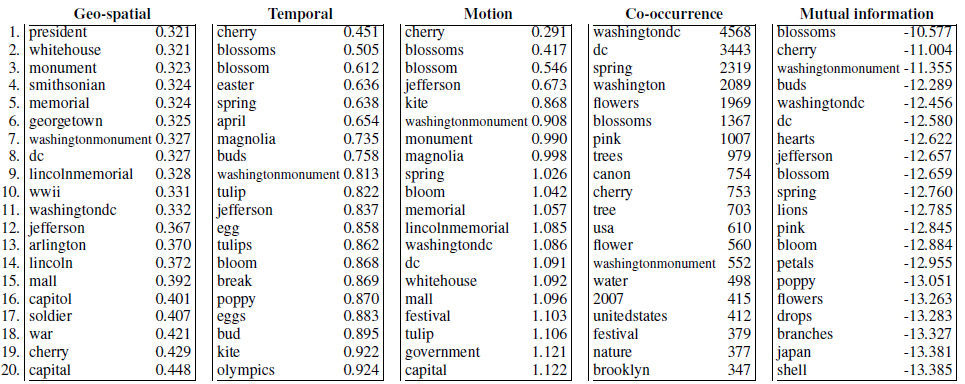 Geo-spatial Temporal Motion Co-occurrence Mutual information
1. president 0.321 cherry 0.451 cherry 0.291 washingtondc 4568 blossoms -10.577
2. whitehouse 0.321 blossoms 0.505 blossoms 0.417 dc 3443 cherry -11.004
3. monument 0.323 blossom 0.612 blossom 0.546 spring 2319 washingtonmonument -11.355
4. smithsonian 0.324 easter 0.636 jefferson 0.673 washington 2089 buds -12.289
5. memorial 0.324 spring 0.638 kite 0.868 flowers 1969 washingtondc -12.456
6. georgetown 0.325 april 0.654 washingtonmonument 0.908 blossoms 1367 dc -12.580
7. washingtonmonument 0.327 magnolia 0.735 monument 0.990 pink 1007 hearts -12.622
8. dc 0.327 buds 0.758 magnolia 0.998 trees 979 jefferson -12.657
9. lincolnmemorial 0.328 washingtonmonument 0.813 spring 1.026 canon 754 blossom -12.659
10. wwii 0.331 tulip 0.822 bloom 1.042 cherry 753 spring -12.760
11. washingtondc 0.332 jefferson 0.837 memorial 1.057 tree 703 lions -12.785
12. jefferson 0.367 egg 0.858 lincolnmemorial 1.085 usa 610 pink -12.845
13. arlington 0.370 tulips 0.862 washingtondc 1.086 flower 560 bloom -12.884
14. lincoln 0.372 bloom 0.868 dc 1.091 washingtonmonument 552 petals -12.955
15. mall 0.392 break 0.869 whitehouse 1.092 water 498 poppy -13.051
16. capitol 0.401 poppy 0.870 mall 1.096 2007 415 flowers -13.263
17. soldier 0.407 eggs 0.883 festival 1.103 unitedstates 412 drops -13.283
18. war 0.421 bud 0.895 tulip 1.106 festival 379 branches -13.327
19. cherry 0.429 kite 0.922 government 1.121 nature 377 japan -13.381
20. capital 0.448 olympics 0.924 capital 1.122 brooklyn 347 shell -13.385